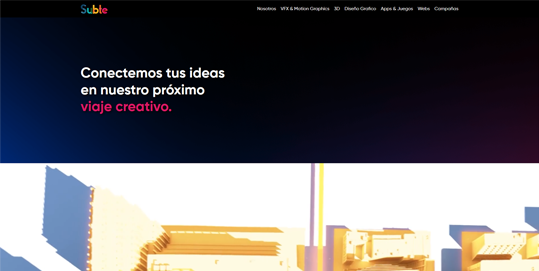 Suble
Nosotros VFX & Motion Graphics 3D Diseño Grafico Apps & Juegos Webs Campañas
Conectemos tus ideas
en nuestro próximo
viaje creativo.